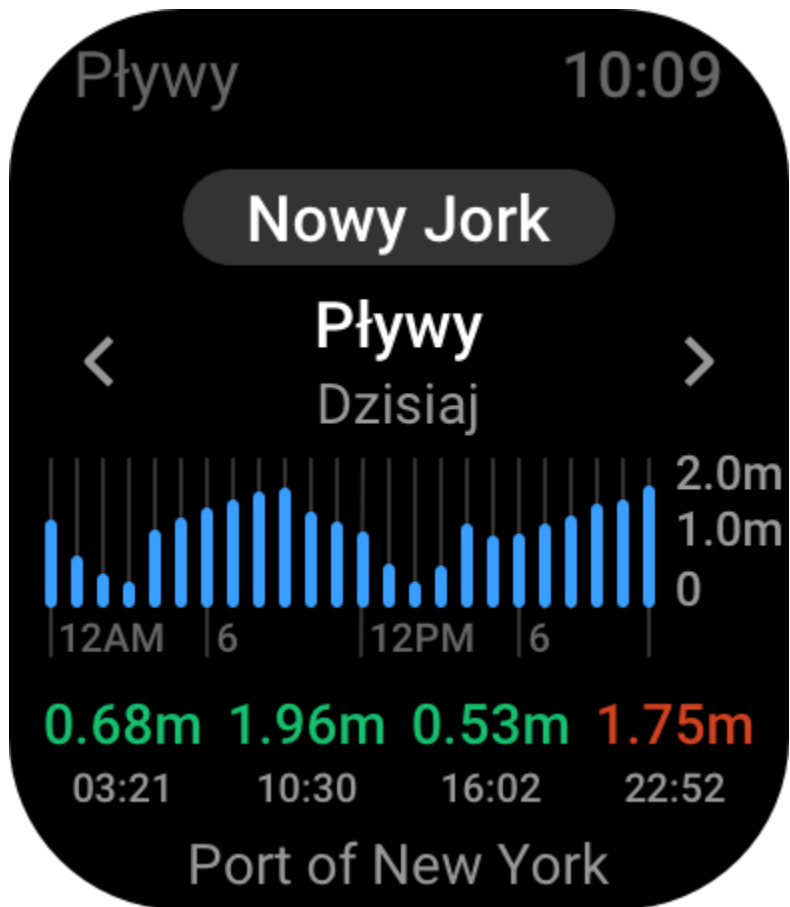 Pływy 10:09
Nowy Jork
Pływy
Dzisiaj
2.0m
1.0m
0
12AM 6 12PM 6
0.68m 1.96m 0.53m 1.75m
03:21 10:30 16:02 22:52
Port of New York